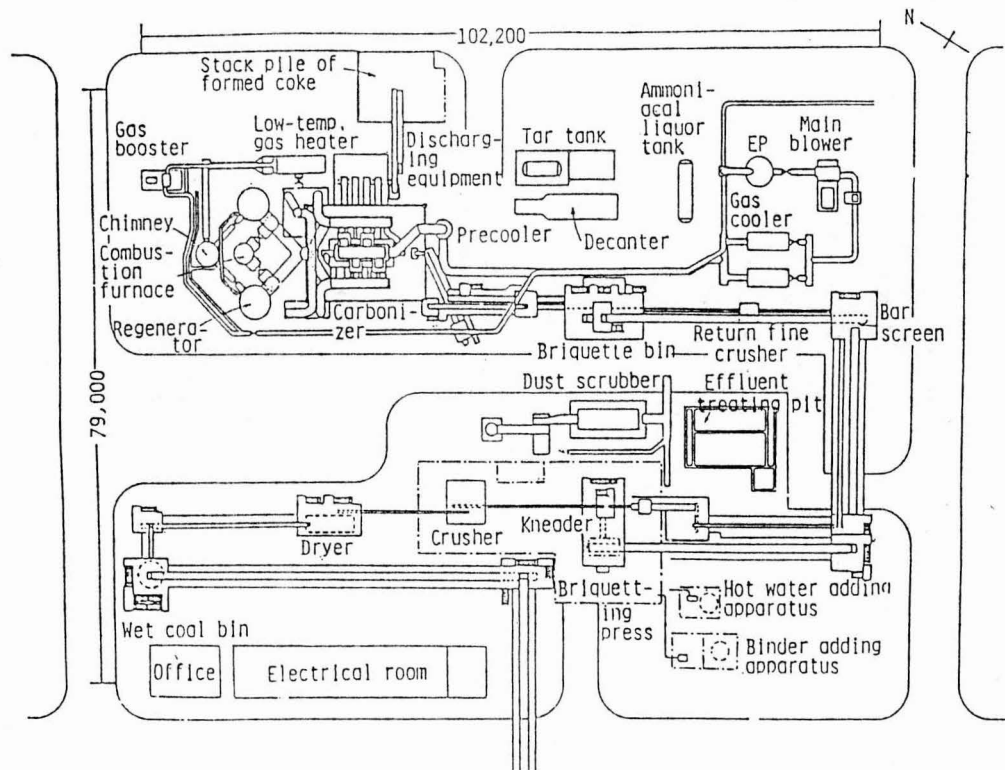 N
102,200
Stack pile of
formed coke
Gas
booster
Low-temp.
gas heater
Discharg-
ing
equipment
Tar tank
Ammoni-
acal
liquor
tank
EP
Main
blower
Gas
cooler
Chimney
Combus-
tion
furnace
Precooler
Decanter
Regenera-
tor
Carboni-
zer
Briquette bin
Return fine
crusher
Bar
screen
79,000
Dust scrubber
Effluent
treating pit
Dryer
Crusher
Kneader
Briquett-
ing
press
Hot water adding
apparatus
Wet coal bin
Binder adding
apparatus
Office
Electrical room